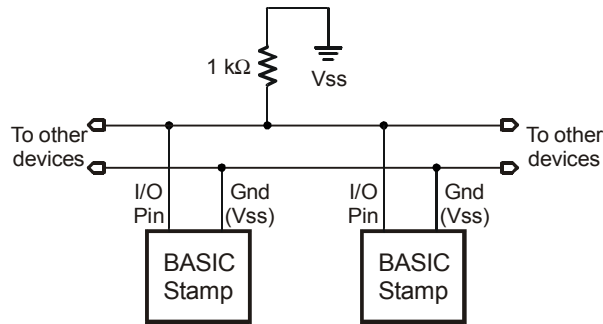 1 kΩ
Vss
To other
devices
To other
devices
I/O
Pin
Gnd
(Vss)
I/O
Pin
Gnd
(Vss)
BASIC
Stamp
BASIC
Stamp